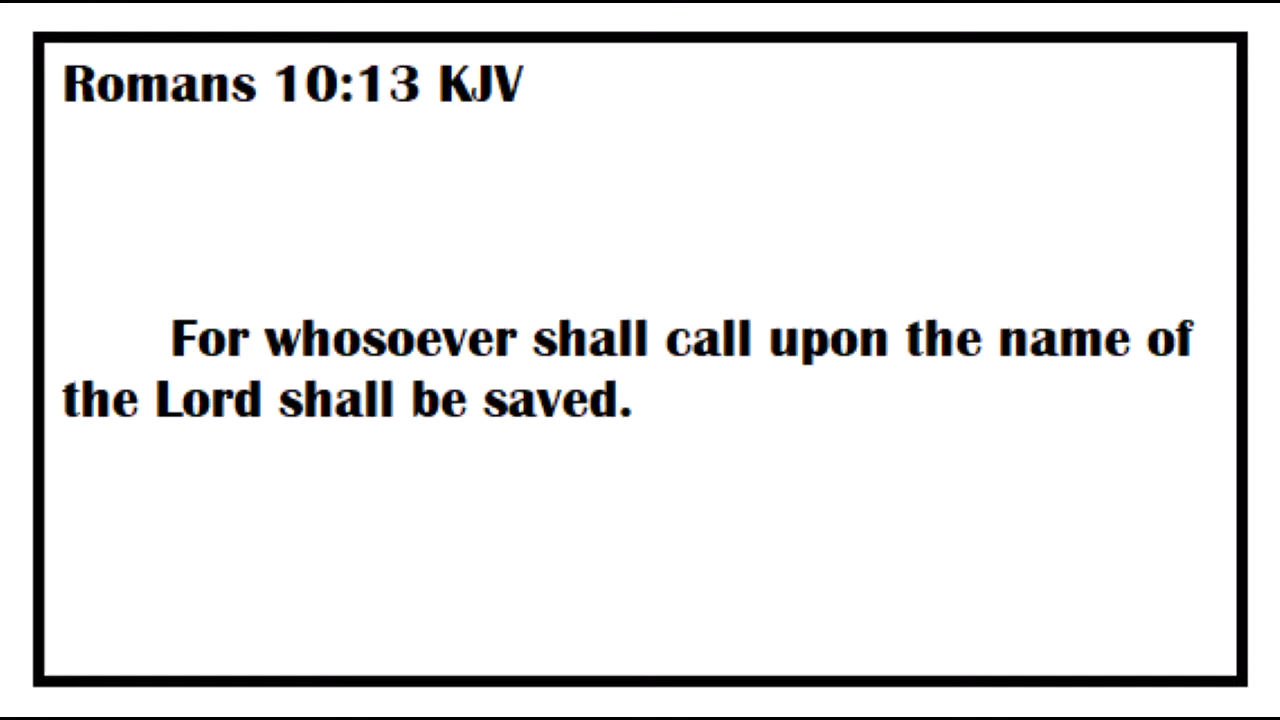 Romans 10:13 KJV
For whosoever shall call upon the name of
the Lord shall be saved.